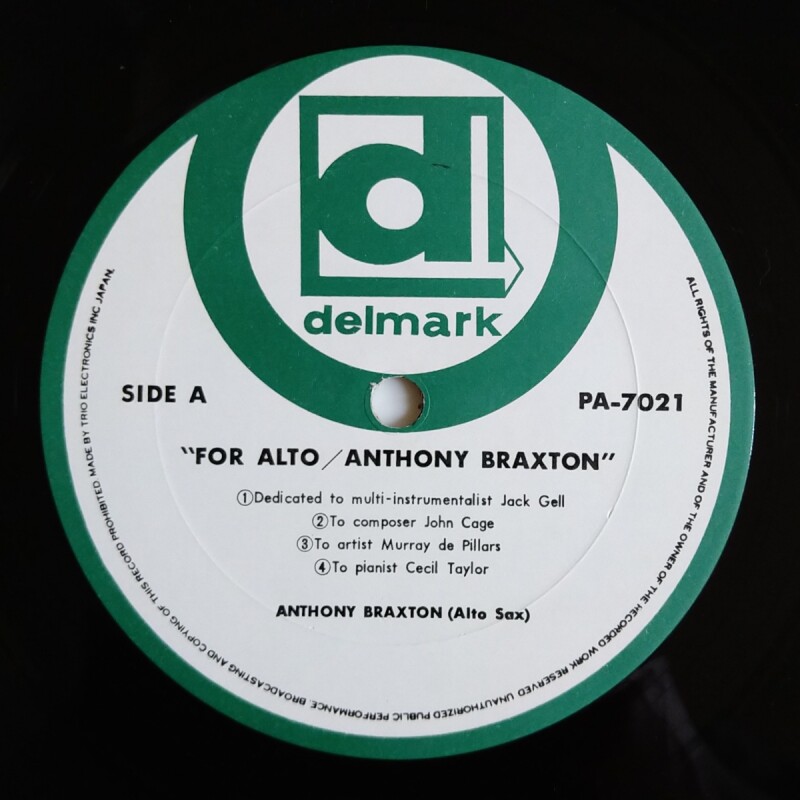 delmark
SIDE A
PA-7021
"FOR ALTO/ANTHONY BRAXTON"
①Dedicated to multi-instrumentalist Jack Gell
②To composer John Cage
③To artist Murray de Pillars
④To pianist Cecil Taylor
ANTHONY BRAXTON (Alto Sax)
ALL RIGHTS OF THE MANUFACTURER AND OF THE OWNER OF THE RECORDED WORK RESERVED UNAUTHORIZED PUBLIC PERFORMANCE. BROADCASTING AND COPYING OF THIS RECORD PROHIBITED MADE BY TRIO ELECTRONICS INC JAPAN.